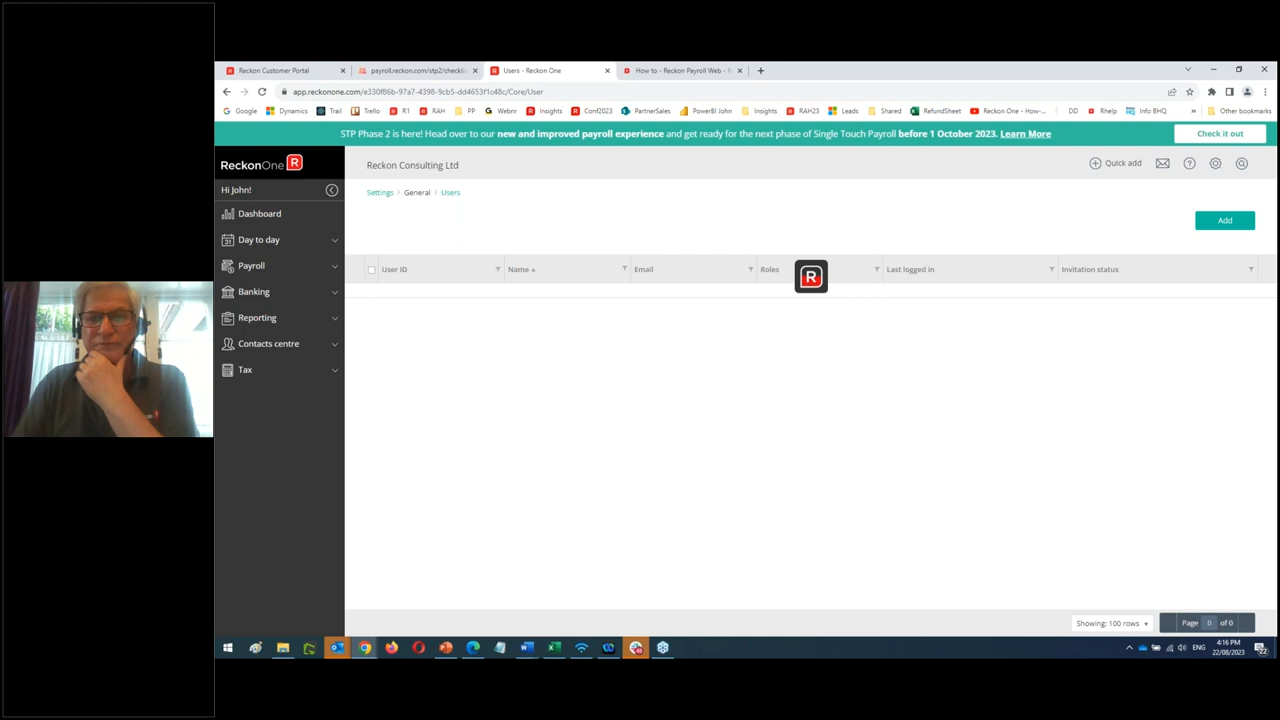 Reckon Customer Portal
payroll.reckon.com/stp2/checkli
Users - Reckon One
How to - Reckon Payroll Web - R
app.reckonone.com/e330f86b-97a7-4398-9cb5-dd4653f1c48c/Core/User
Google Dynamics Trail Trello R1 RAH PP Webnr Insights Conf2023 PartnerSales PowerBI John Insights RAH23 Leads Shared RefundSheet Reckon One - How-... DD Rhelp Info BHQ » Other bookmarks
STP Phase 2 is here! Head over to our new and improved payroll experience and get ready for the next phase of Single Touch Payroll before 1 October 2023. Learn More
Check it out
ReckonOne R
Reckon Consulting Ltd
Quick add
Hi John!
Settings > General > Users
Dashboard
Add
Day to day
Payroll
User ID Name Email Roles Last logged in Invitation status
R
Banking
Reporting
Contacts centre
Tax
Showing: 100 rows
Page 0 of 0
ENG
4:16 PM
22/08/2023
22